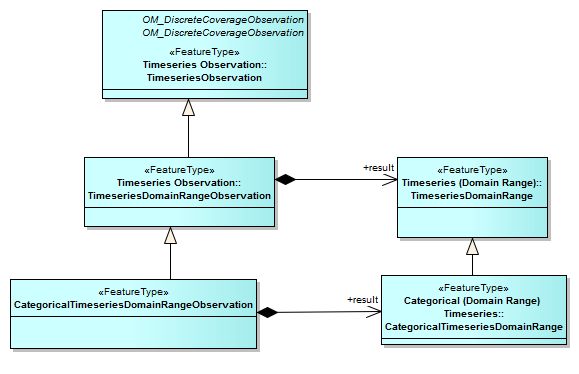 OM_DiscreteCoverageObservation
OM_DiscreteCoverageObservation
«FeatureType»
Timeseries Observation::
TimeseriesObservation
«FeatureType»
Timeseries Observation::
TimeseriesDomainRangeObservation
+result
«FeatureType»
Timeseries (Domain Range)::
TimeseriesDomainRange
«FeatureType»
CategoricalTimeseriesDomainRangeObservation
+result
«FeatureType»
Categorical (Domain Range)
Timeseries::
CategoricalTimeseriesDomainRange